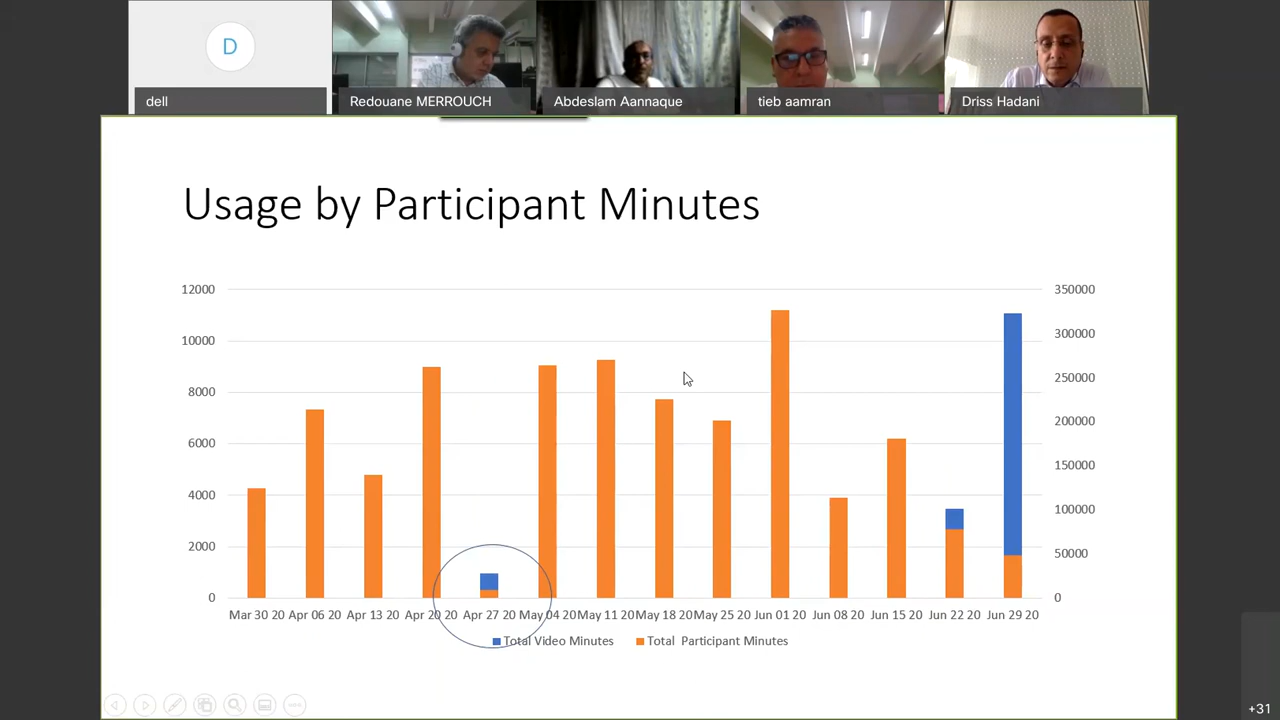 D
dell
Redouane MERROUCH
Abdeslam Aannaque
tieb aamran
Driss Hadani
Usage by Participant Minutes
12000
10000
8000
6000
4000
2000
0
350000
300000
250000
200000
150000
100000
50000
0
Mar 30 20 Apr 06 20 Apr 13 20 Apr 20 20 Apr 27 20 May 04 20 May 11 20 May 18 20 May 25 20 Jun 01 20 Jun 08 20 Jun 15 20 Jun 22 20 Jun 29 20
Total Video Minutes Total Participant Minutes
+31